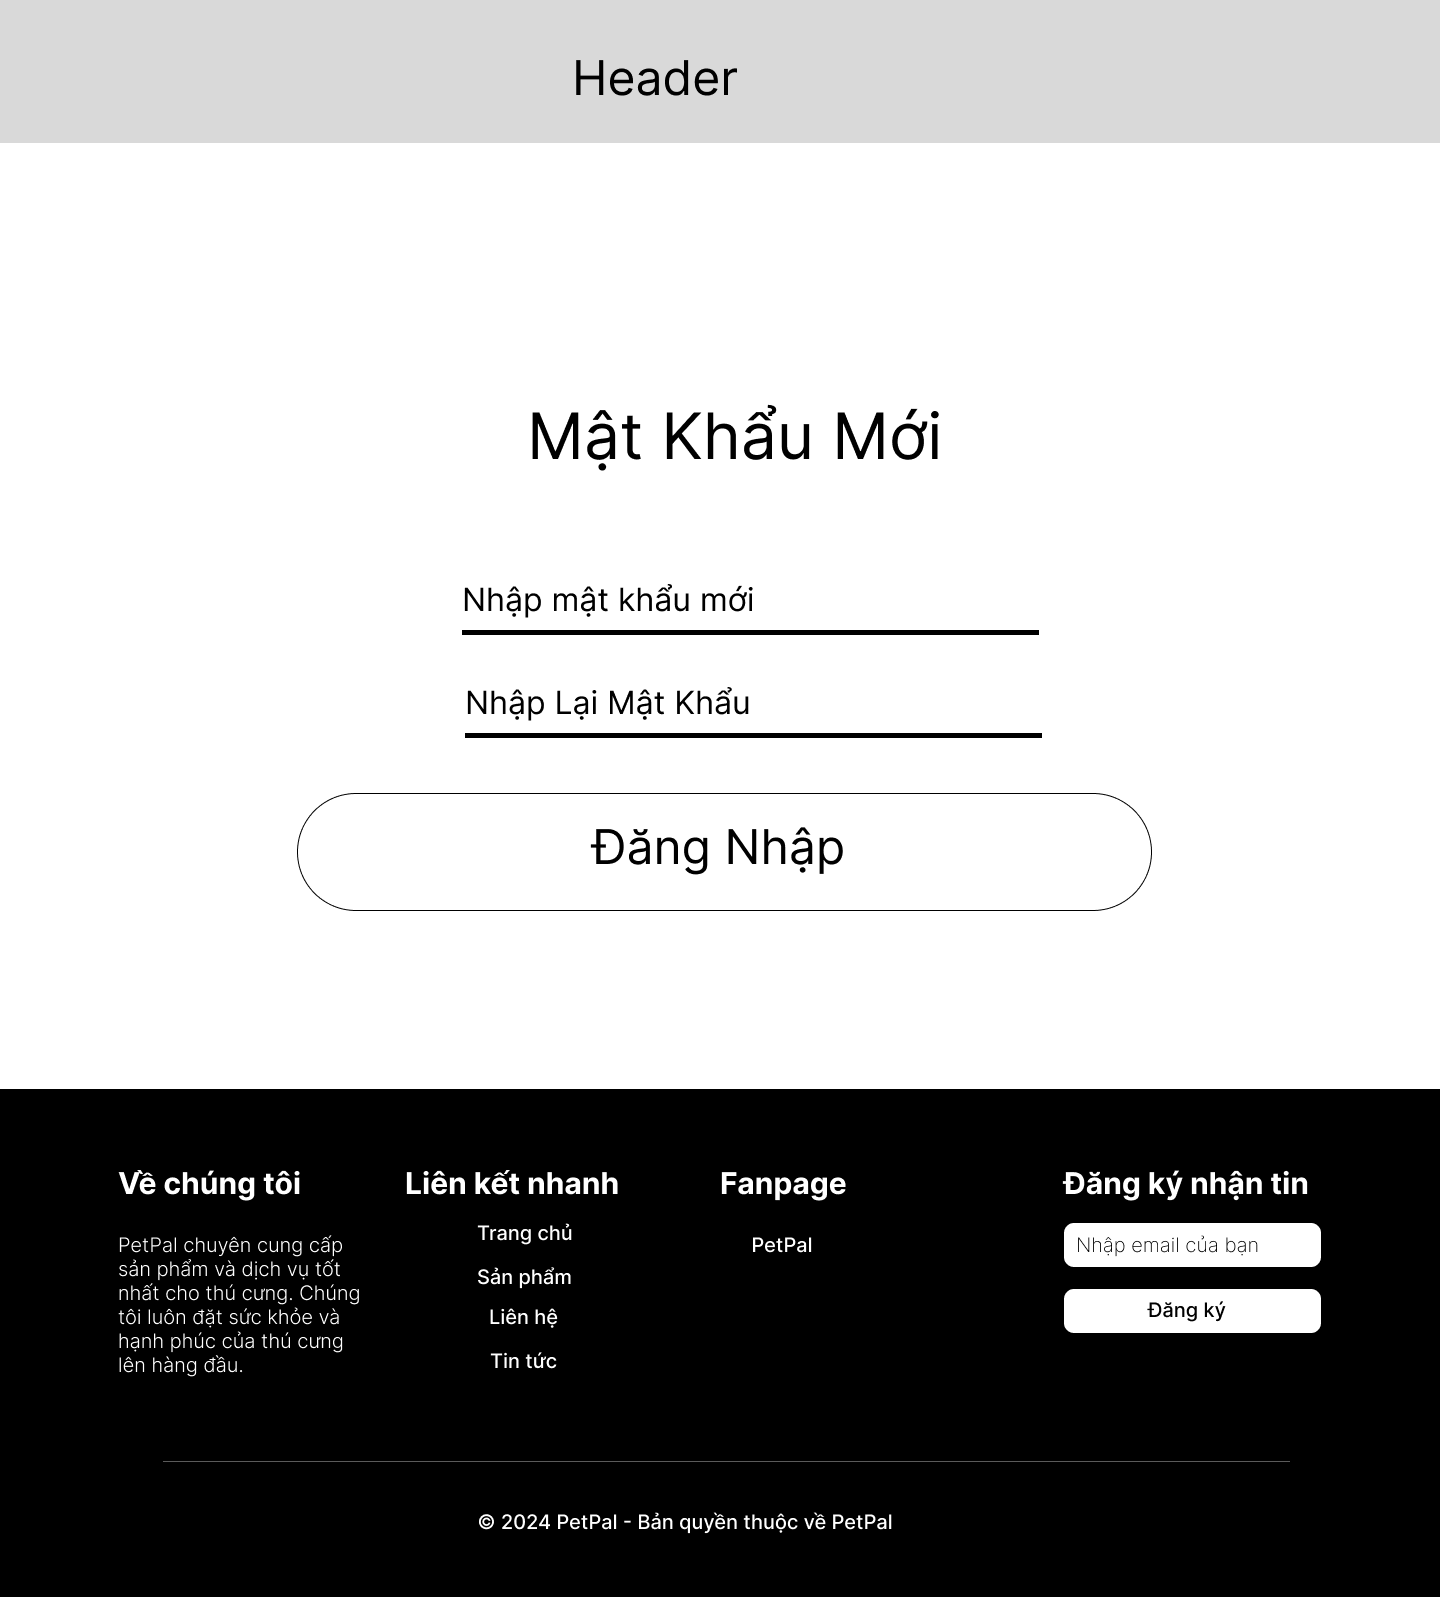 Header
Mật Khẩu Mới
Nhập mật khẩu mới
Nhập Lại Mật Khẩu
Đăng Nhập
Về chúng tôi
PetPal chuyên cung cấp
sản phẩm và dịch vụ tốt
nhất cho thú cưng. Chúng
tôi luôn đặt sức khỏe và
hạnh phúc của thú cưng
lên hàng đầu.
Liên kết nhanh
Trang chủ
Sản phẩm
Liên hệ
Tin tức
Fanpage
PetPal
Đăng ký nhận tin
Nhập email của bạn
Đăng ký
© 2024 PetPal - Bản quyền thuộc về PetPal